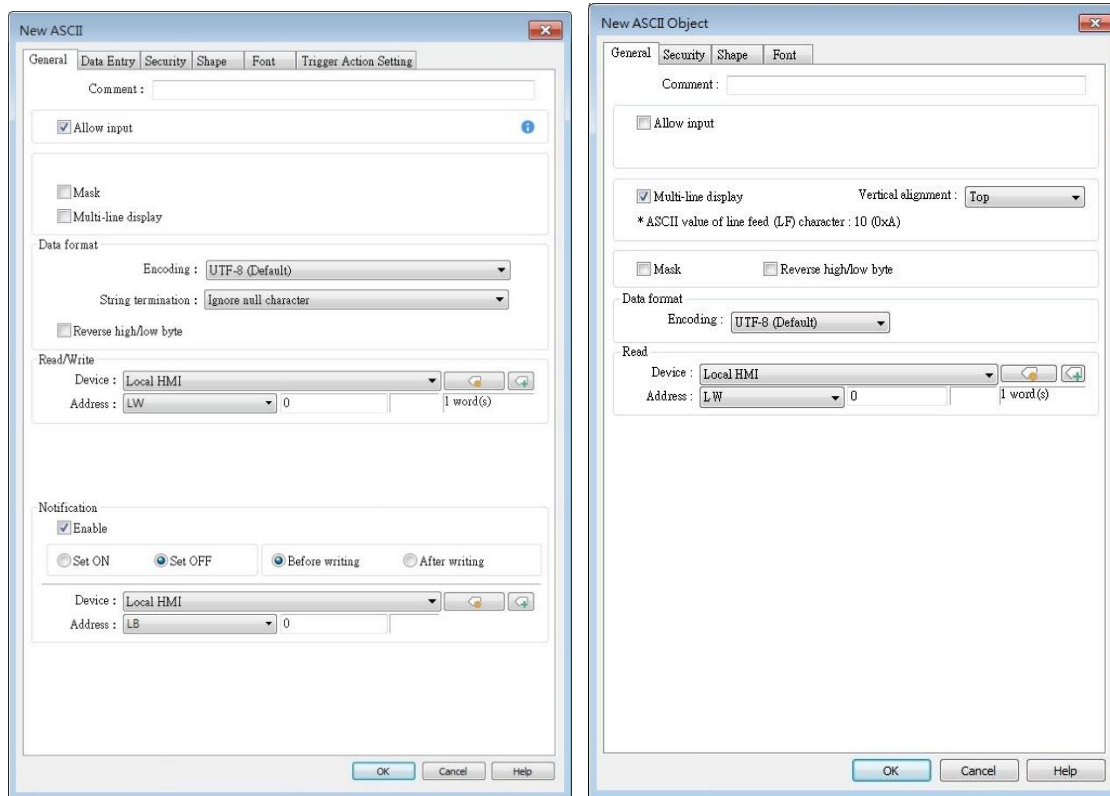 New ASCII
General Data Entry Security Shape Font Trigger Action Setting
Comment :
Allow input
Mask
Multi-line display
Data format
Encoding : UTF-8 (Default)
String termination : Ignore null character
Reverse high/low byte
Read/Write
Device : Local HMI
Address : LW 0 1 word(s)
Notification
Enable
Set ON Set OFF Before writing After writing
Device : Local HMI
Address : LB 0
OK Cancel Help
New ASCII Object
General Security Shape Font
Comment :
Allow input
Multi-line display Vertical alignment : Top
* ASCII value of line feed (LF) character : 10 (0xA)
Mask Reverse high/low byte
Data format
Encoding : UTF-8 (Default)
Read
Device : Local HMI
Address : LW 0 1 word(s)
OK Cancel Help